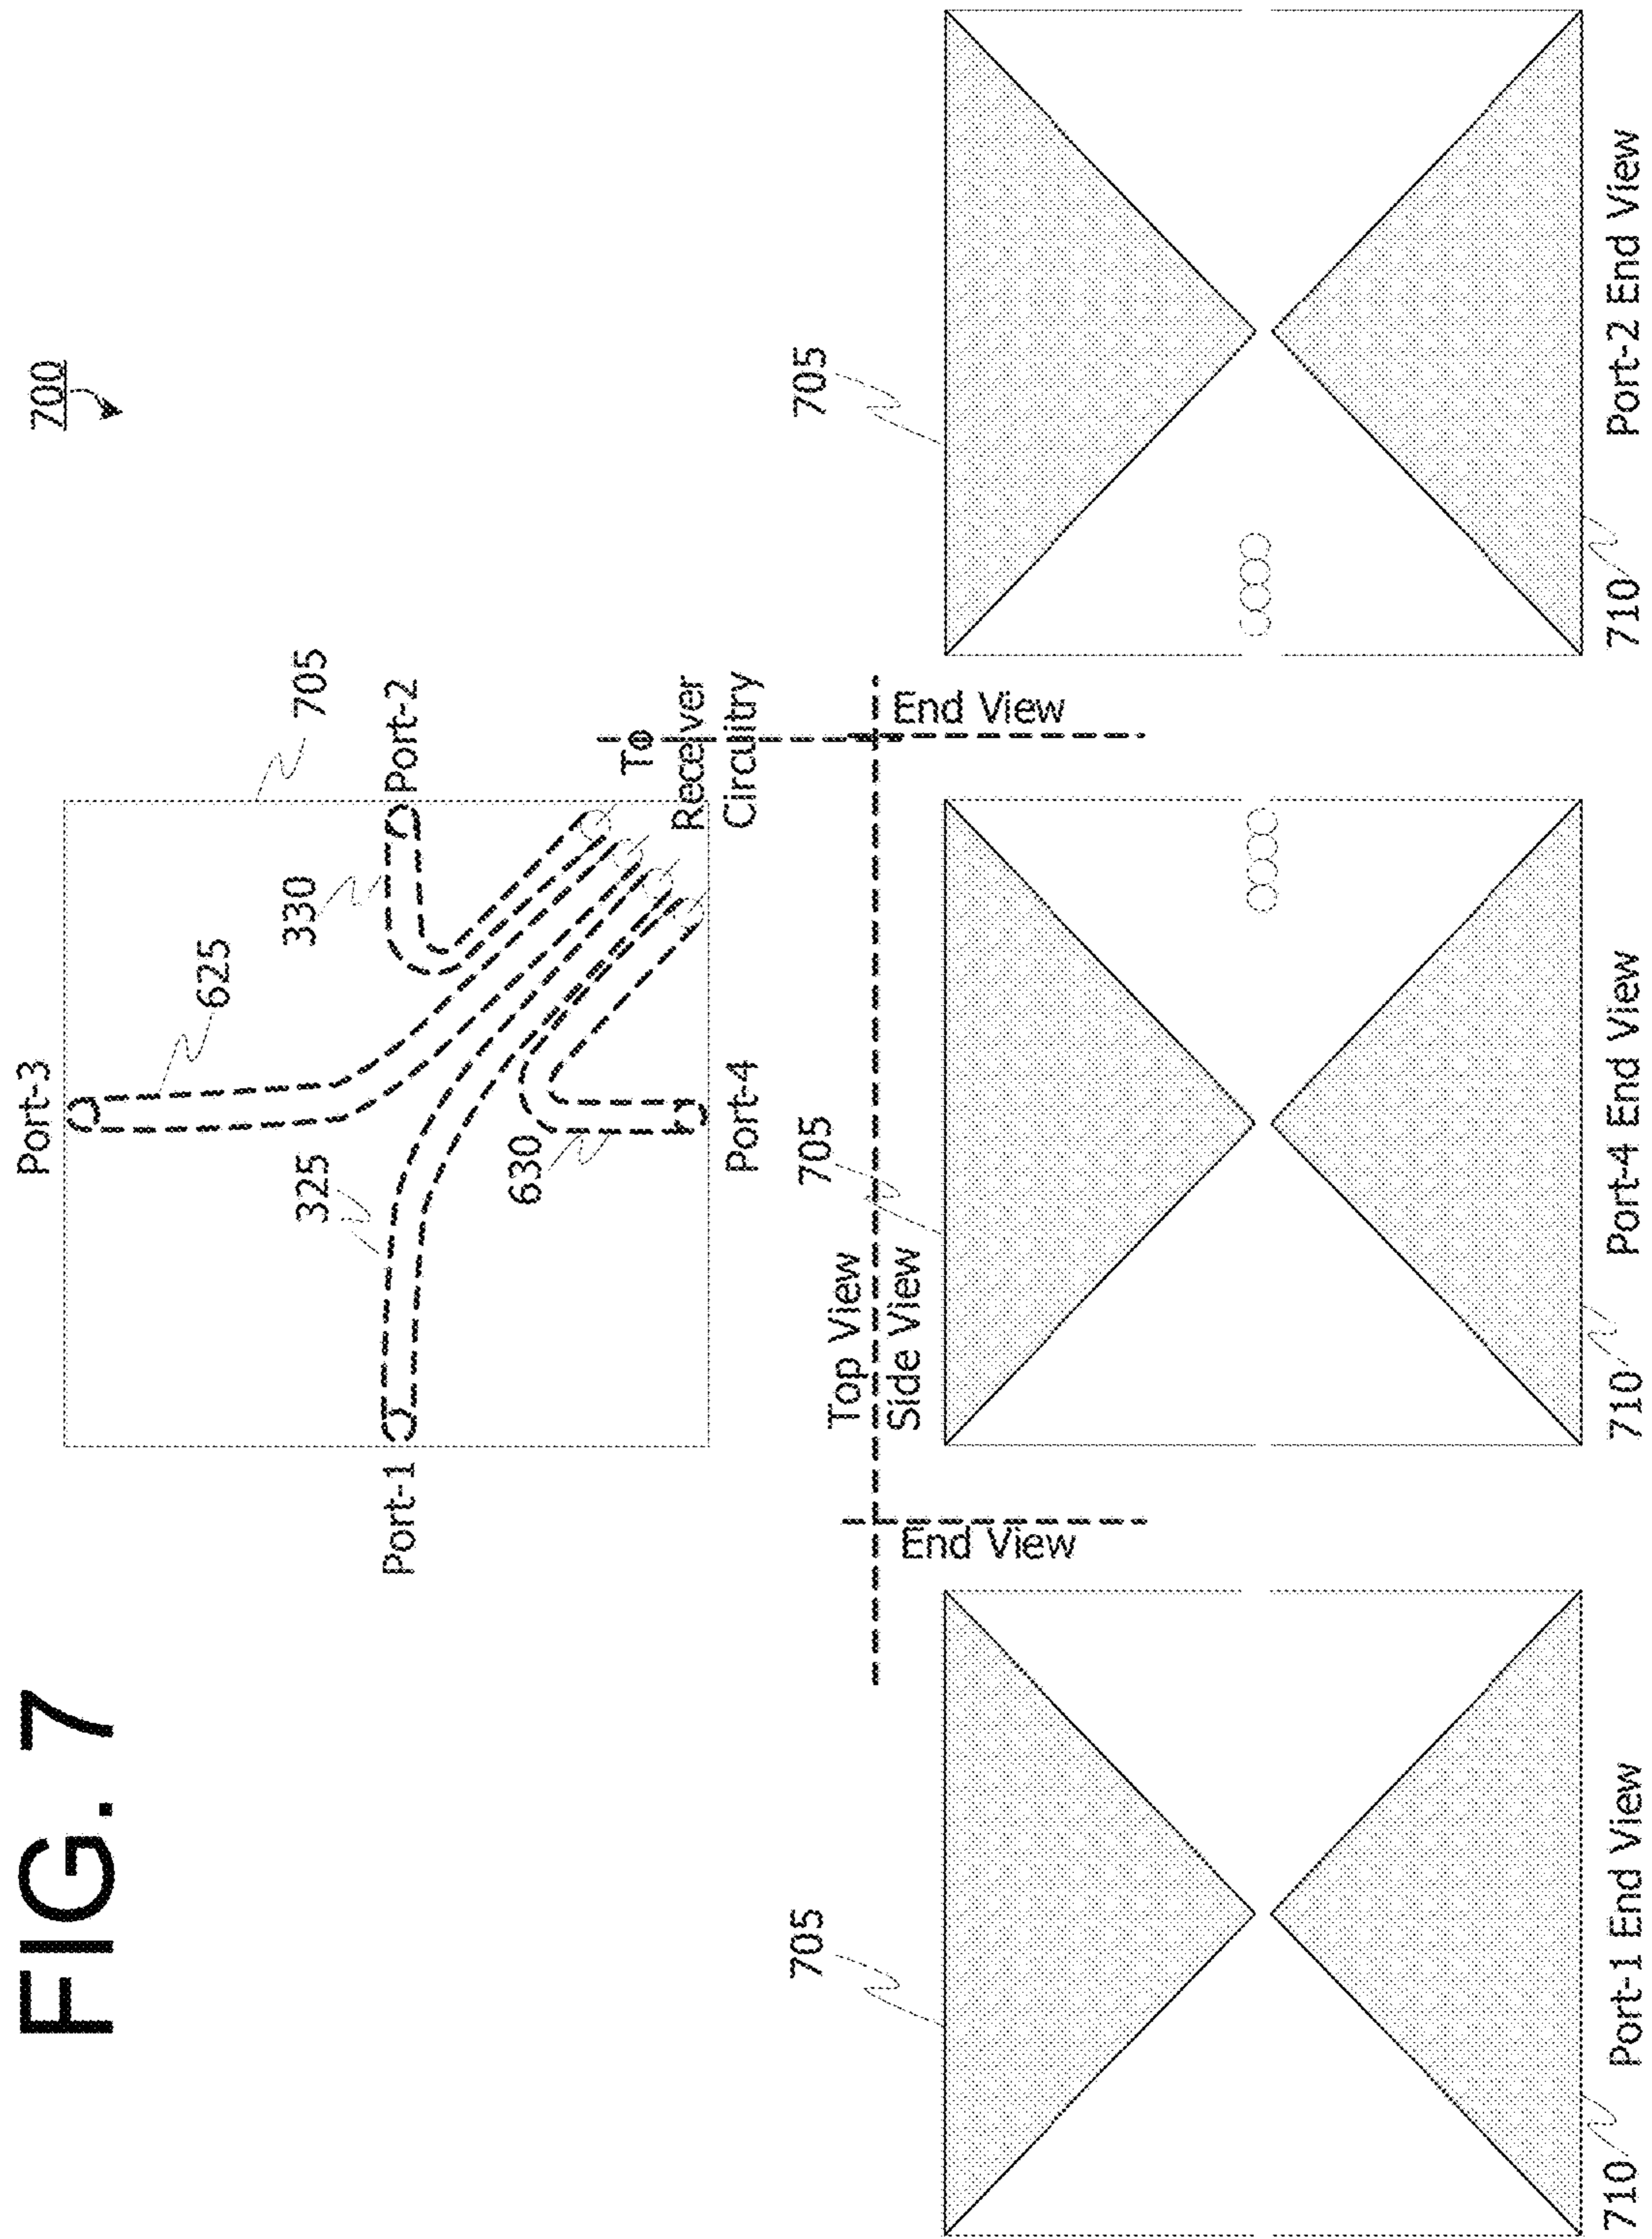 FIG. 7
700
Port-3
625
705
325
330
Port-1
Port-2
630
To
Receiver
Circuitry
Port-4
Top View
Side View
End View
End View
705
705
705
710
Port-1 End View
710
Port-4 End View
710
Port-2 End View